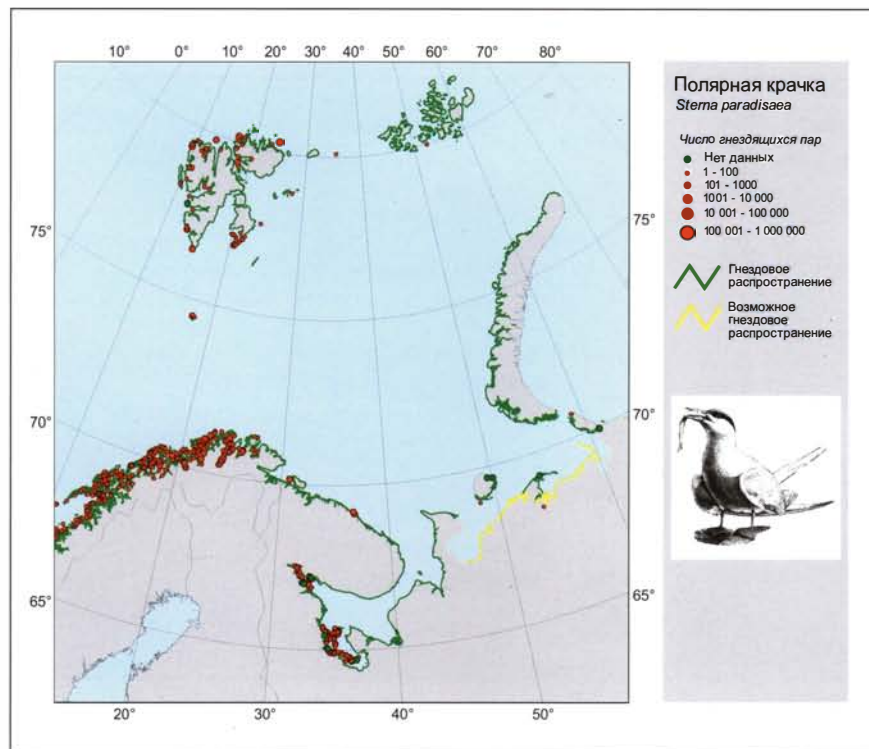 10° 0° 10° 20° 30° 40° 50° 60° 70° 80°
75° 75°
70° 70°
65° 65°
20° 30° 40° 50°
Полярная крачка
Sterna paradisaea
Число гнездящихся пар
Нет данных
1 - 100
101 - 1000
1001 - 10 000
10 001 - 100 000
100 001 - 1 000 000
Гнездовое
распространение
Возможное
гнездовое
распространение